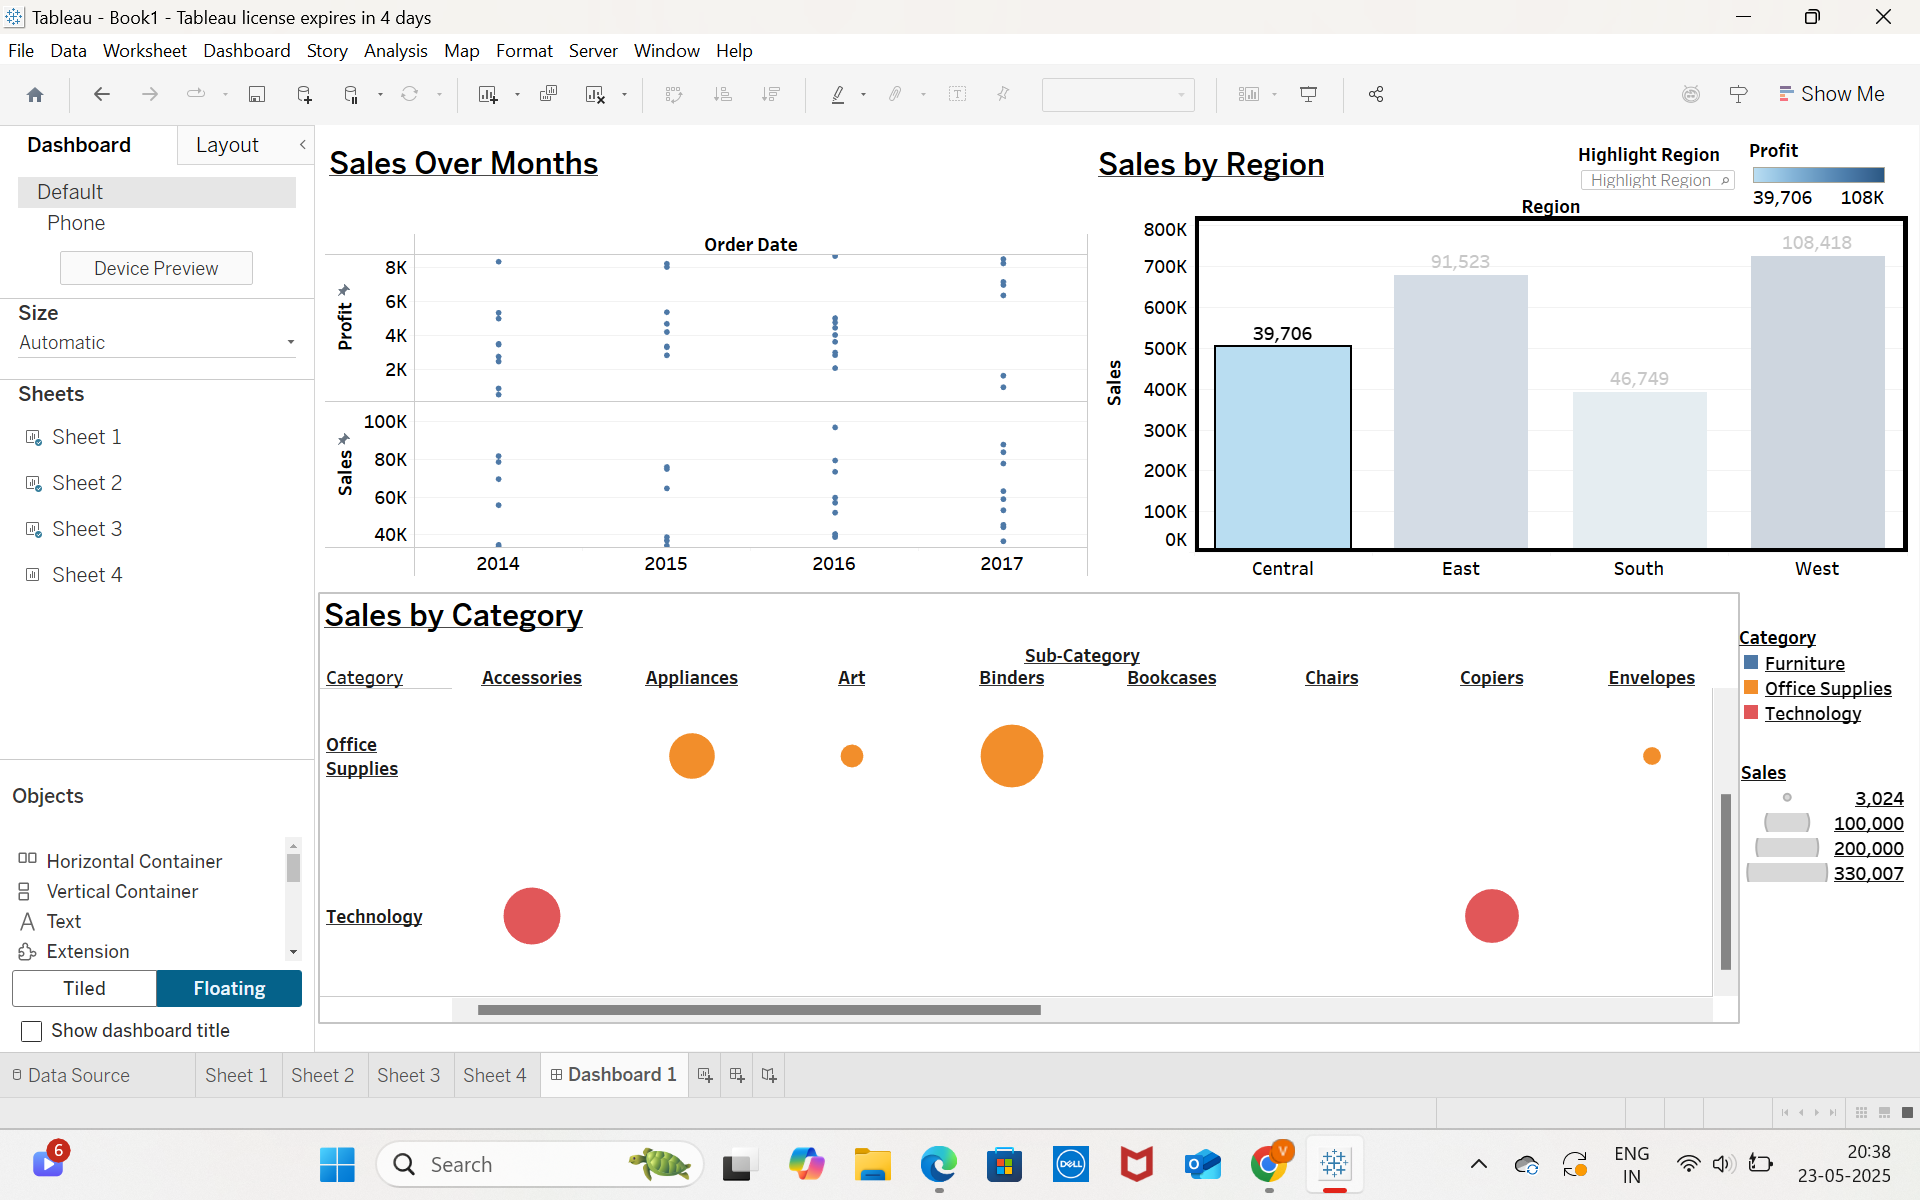 Tableau - Book1 - Tableau license expires in 4 days
File Data Worksheet Dashboard Story Analysis Map Format Server Window Help
Show Me
Dashboard Layout
Default
Phone
Device Preview
Size
Automatic
Sheets
Sheet 1
Sheet 2
Sheet 3
Sheet 4
Objects
Horizontal Container
Vertical Container
Text
Extension
Tiled Floating
Show dashboard title
Sales Over Months
Order Date
Profit
8K
6K
4K
2K
Sales
100K
80K
60K
40K
2014 2015 2016 2017
Sales by Region
Highlight Region
Highlight Region
Profit
39,706 108K
Region
Sales
800K
700K
600K
500K
400K
300K
200K
100K
0K
39,706
91,523
46,749
108,418
Central East South West
Sales by Category
Sub-Category
Category Accessories Appliances Art Binders Bookcases Chairs Copiers Envelopes
Office
Supplies
Technology
Category
Furniture
Office Supplies
Technology
Sales
3,024
100,000
200,000
330,007
Data Source Sheet 1 Sheet 2 Sheet 3 Sheet 4 Dashboard 1
6
Search
DELL
V
ENG
IN
20:38
23-05-2025